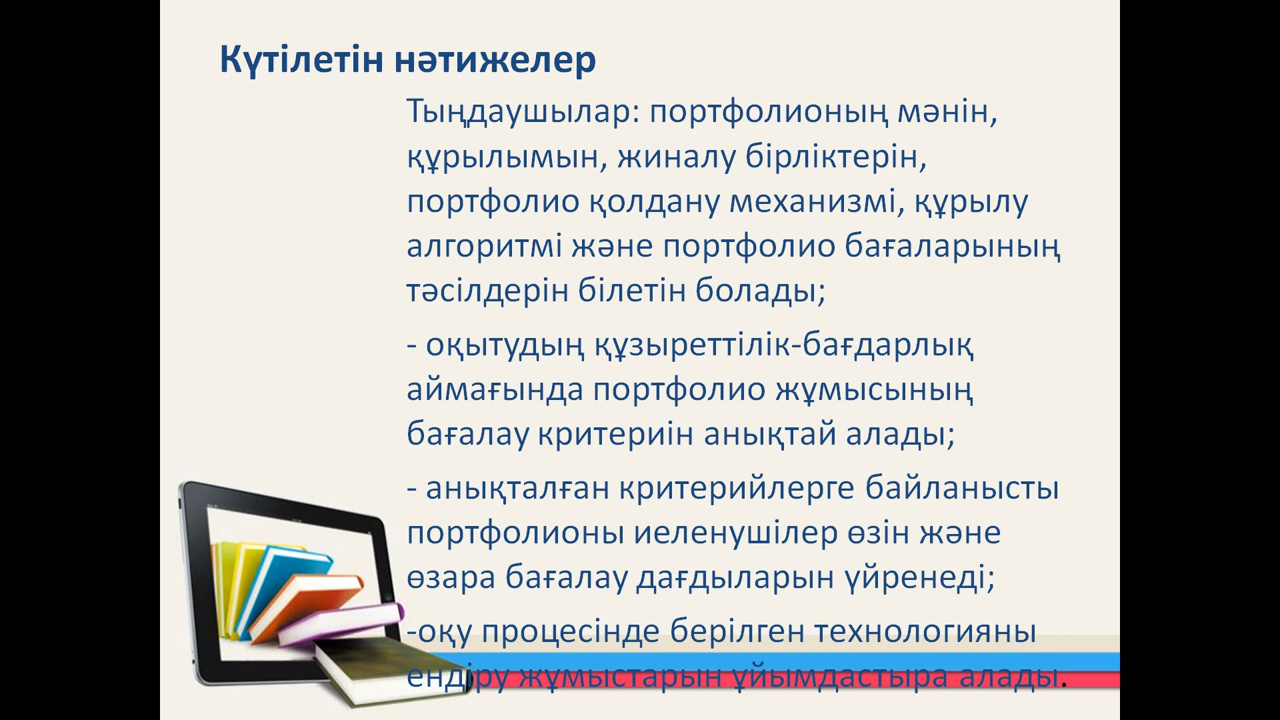 Күтілетін нәтижелер
Тыңдаушылар: портфолионың мәнін,
құрылымын, жиналу бірліктерін,
портфолио қолдану механизмі, құрылу
алгоритмі және портфолио бағаларының
тәсілдерін білетін болады;
- оқытудың құзыреттілік-бағдарлық
аймағында портфолио жұмысының
бағалау критериін анықтай алады;
- анықталған критерийлерге байланысты
портфолионы иеленушілер өзін және
өзара бағалау дағдыларын үйренеді;
-оқу процесінде берілген технологияны
ендіру жұмыстарын ұйымдастыра алады.